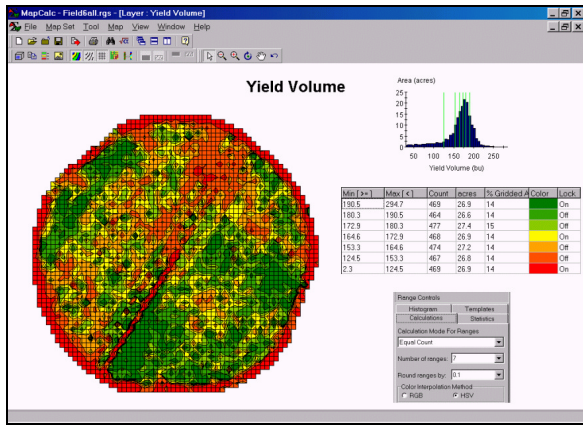 MapCalc - Field6all.rgs - [Layer : Yield Volume]
File Map Set Tools Map View Window Help
Yield Volume
Area (acres)
25
20
15
10
5
0
50 100 150 200 250
Yield Volume (bu)
Min [ >= ] Max [ < ] Count acres % Gridded A Color Lock
190.5 294.7 469 26.9 14 On
180.3 190.5 464 26.6 14 Off
172.9 180.3 477 27.4 15 Off
164.6 172.9 468 26.9 14 On
153.3 164.6 474 27.2 14 Off
124.5 153.3 467 26.8 14 Off
2.3 124.5 469 26.9 14 On
Range Controls
Histogram Templates
Calculations Statistics
Calculation Mode For Ranges
Equal Count
Number of ranges: 7
Round ranges by: 0.1
Color Interpolation Method
RGB HSV